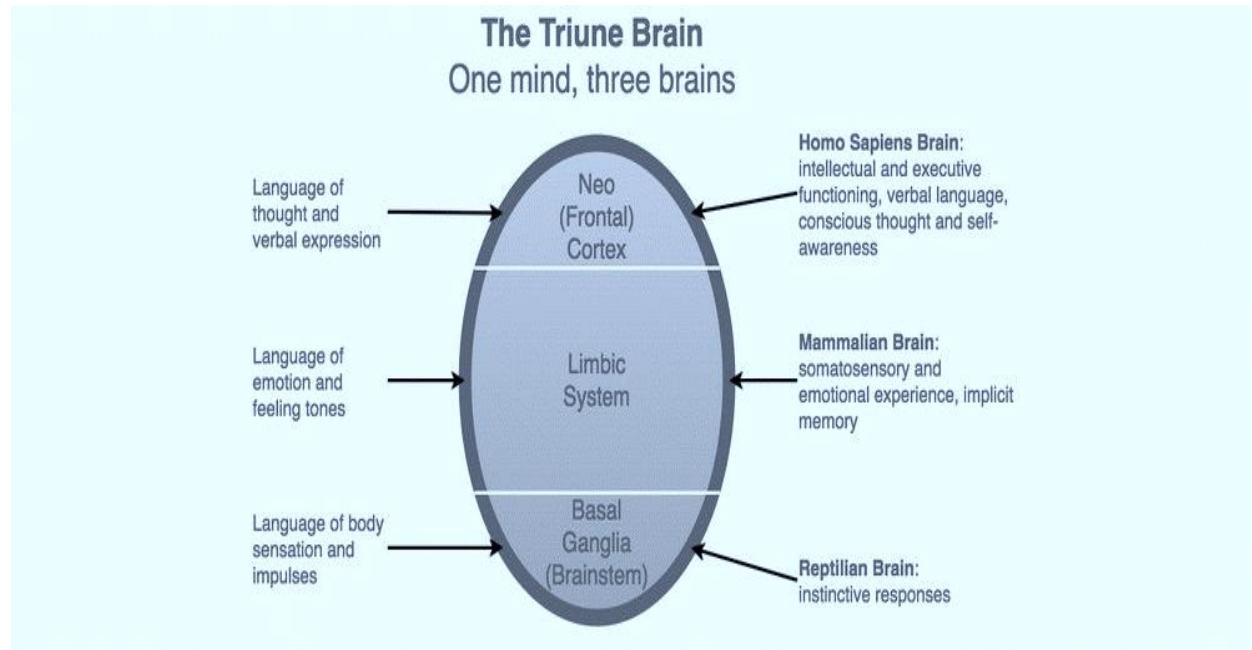 The Triune Brain
One mind, three brains
Language of
thought and
verbal expression
Neo
(Frontal)
Cortex
Homo Sapiens Brain:
intellectual and executive
functioning, verbal language,
conscious thought and self-
awareness
Language of
emotion and
feeling tones
Limbic
System
Mammalian Brain:
somatosensory and
emotional experience, implicit
memory
Language of body
sensation and
impulses
Basal
Ganglia
(Brainstem)
Reptilian Brain:
instinctive responses